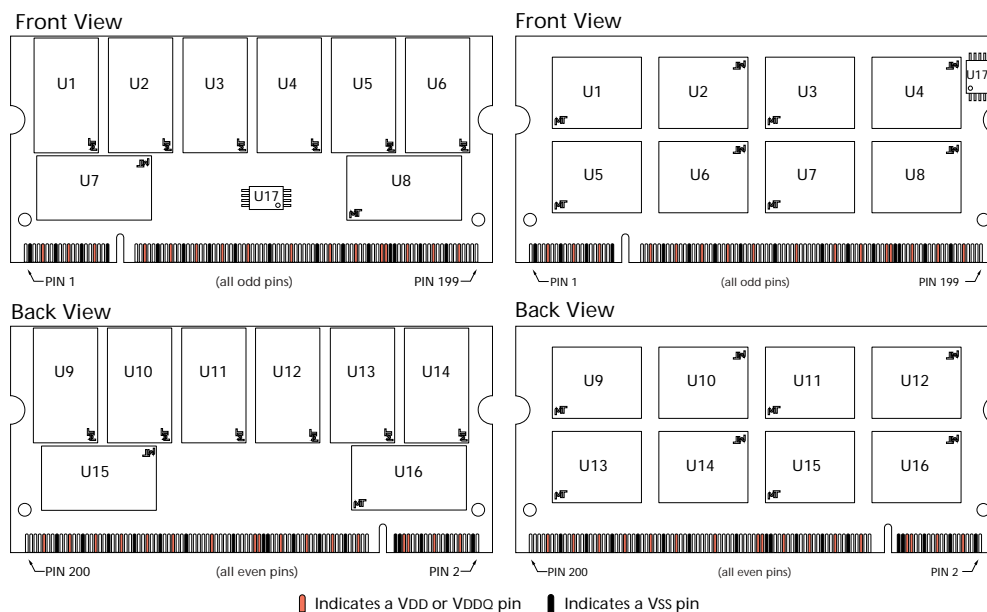 Front View
U1 U2 U3 U4 U5 U6
U7 U17 U8
PIN 1 (all odd pins) PIN 199
Back View
U9 U10 U11 U12 U13 U14
U15 U16
PIN 200 (all even pins) PIN 2
Front View
U1 U2 U3 U4 U17
U5 U6 U7 U8
PIN 1 (all odd pins) PIN 199
Back View
U9 U10 U11 U12
U13 U14 U15 U16
PIN 200 (all even pins) PIN 2
Indicates a VDD or VDDQ pin Indicates a VSS pin